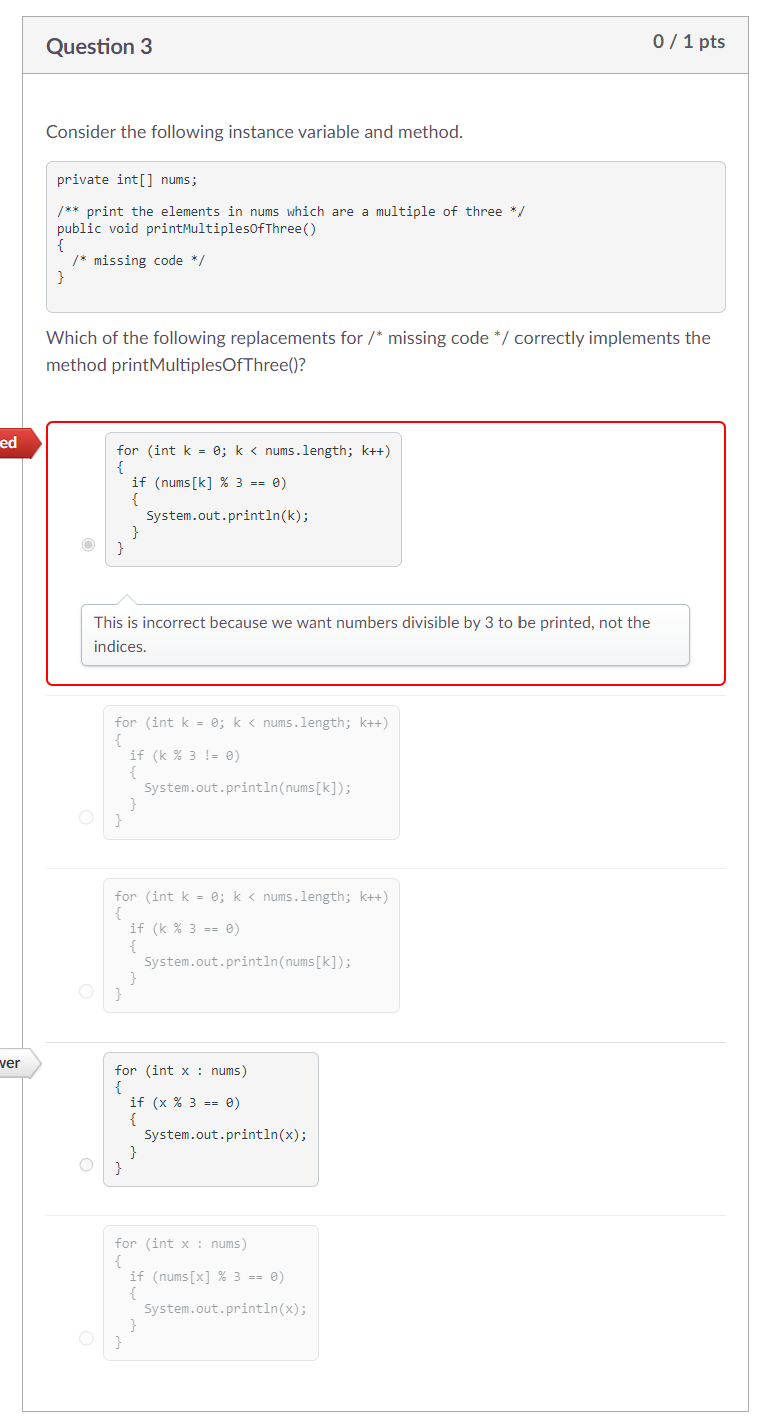 Question 3
0 / 1 pts
Consider the following instance variable and method.
private int[] nums;
/** print the elements in nums which are a multiple of three */
public void printMultiplesOfThree()
{
/* missing code */
}
Which of the following replacements for /* missing code */ correctly implements the
method printMultiplesOfThree()?
ed
for (int k = 0; k < nums.length; k++)
{
if (nums[k] % 3 == 0)
{
System.out.println(k);
}
}
This is incorrect because we want numbers divisible by 3 to be printed, not the
indices.
for (int k = 0; k < nums.length; k++)
{
if (k % 3 != 0)
{
System.out.println(nums[k]);
}
}
for (int k = 0; k < nums.length; k++)
{
if (k % 3 == 0)
{
System.out.println(nums[k]);
}
}
ver
for (int x : nums)
{
if (x % 3 == 0)
{
System.out.println(x);
}
}
for (int x : nums)
{
if (nums[x] % 3 == 0)
{
System.out.println(x);
}
}